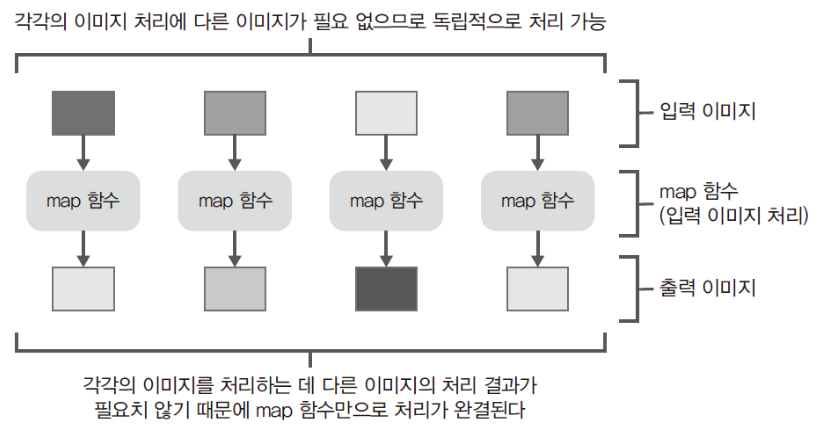 각각의 이미지 처리에 다른 이미지가 필요 없으므로 독립적으로 처리 가능
입력 이미지
map 함수
map 함수
map 함수
map 함수
map 함수
(입력 이미지 처리)
출력 이미지
각각의 이미지를 처리하는 데 다른 이미지의 처리 결과가
필요치 않기 때문에 map 함수만으로 처리가 완결된다